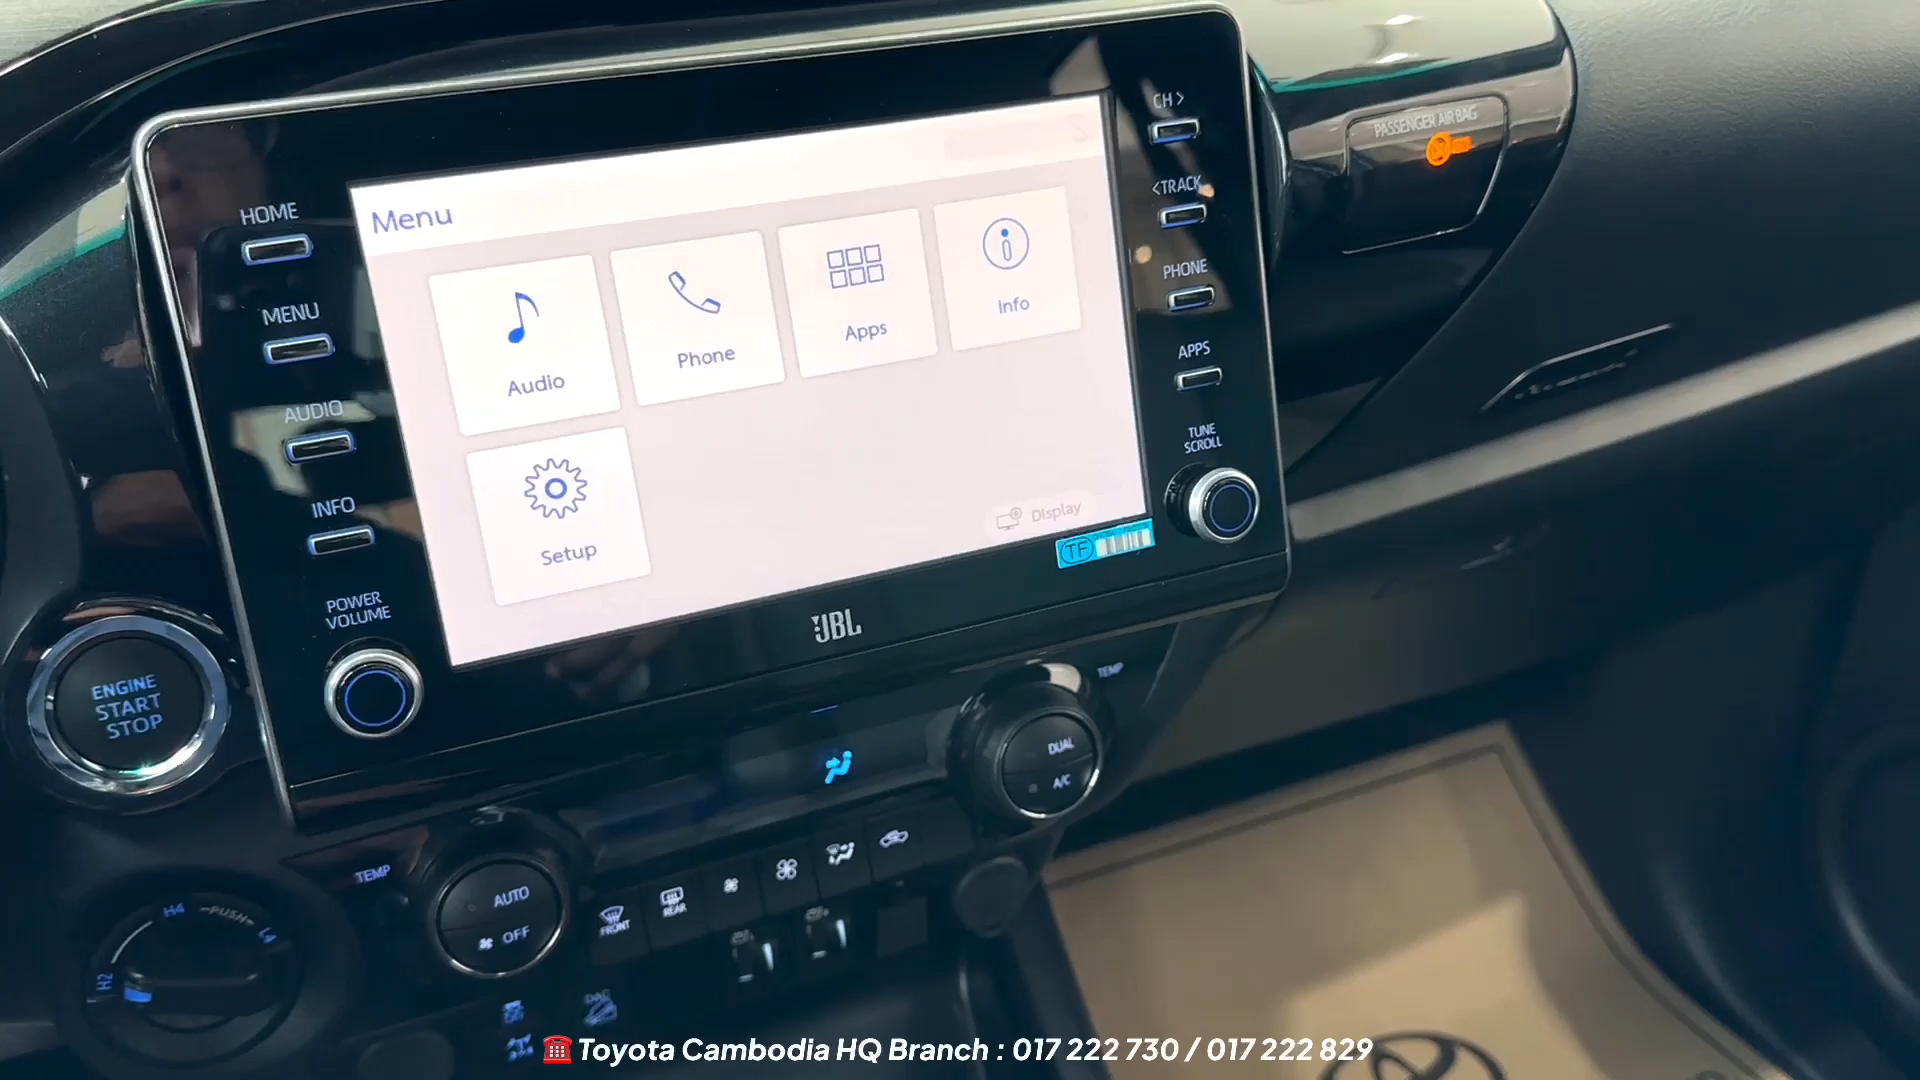 CH >
PASSENGER AIR BAG
HOME
Menu
< TRACK
MENU
Audio
Phone
Apps
Info
PHONE
APPS
AUDIO
TUNE
SCROLL
INFO
Setup
Display
TF
POWER
VOLUME
JBL
ENGINE
START
STOP
TEMP
DUAL
A/C
TEMP
AUTO
OFF
FRONT
REAR
H4
PUSH
L4
H2
DAC
☎️ Toyota Cambodia HQ Branch : 017 222 730 / 017 222 829